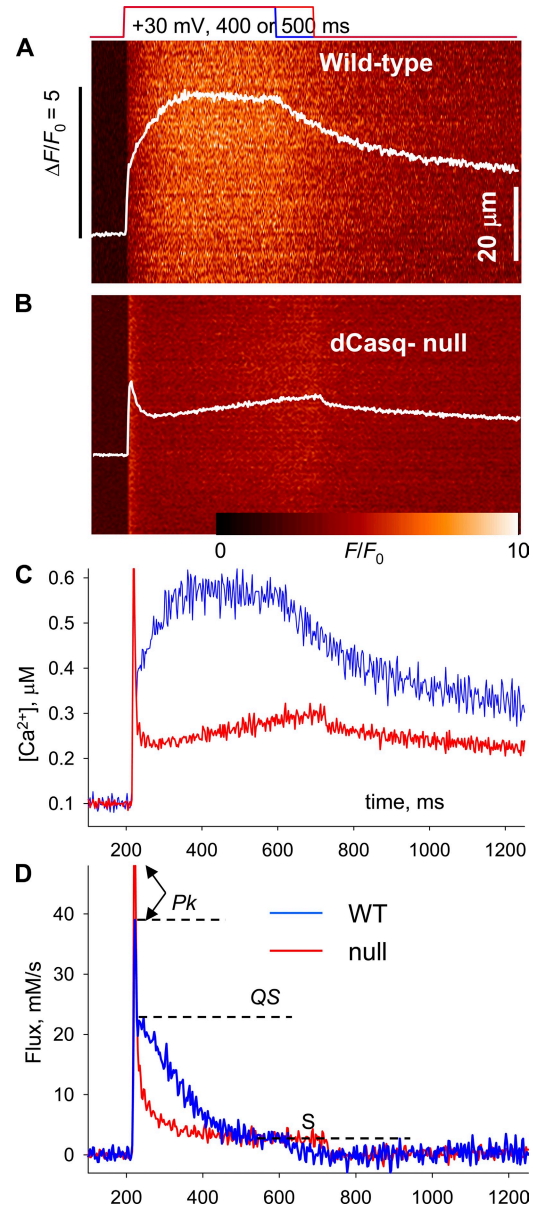 +30 mV, 400 or 500 ms
A
Wild-type
ΔF/F0 = 5
20 μm
B
dCasq- null
0 F/F0 10
C
0.6
0.5
0.4
0.3
0.2
0.1
[Ca2+], μM
time, ms
200 400 600 800 1000 1200
D
Pk
40
WT
null
30
QS
20
10
S
0
Flux, mM/s
200 400 600 800 1000 1200